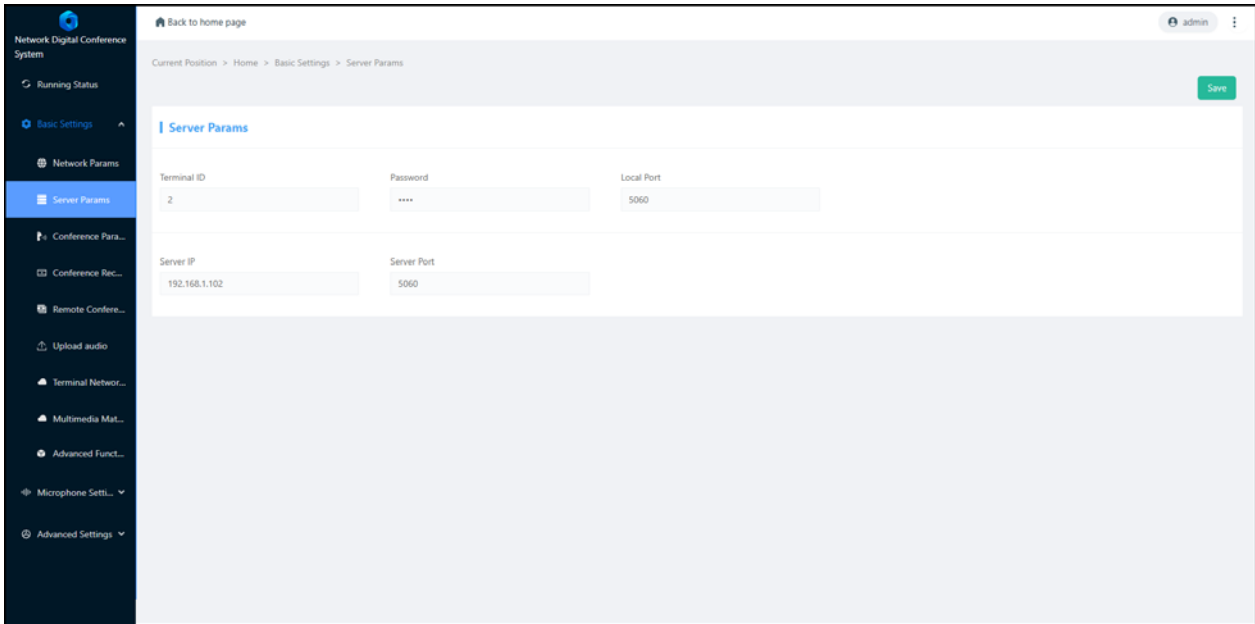 Network Digital Conference
System
Back to home page
admin
Current Position > Home > Basic Settings > Server Params
Save
Running Status
Basic Settings
Network Params
Server Params
Conference Para...
Conference Rec...
Remote Confere...
Upload audio
Terminal Networ...
Multimedia Mat...
Advanced Funct...
Microphone Setti...
Advanced Settings
Server Params
Terminal ID
Password
Local Port
2
••••
5060
Server IP
Server Port
192.168.1.102
5060